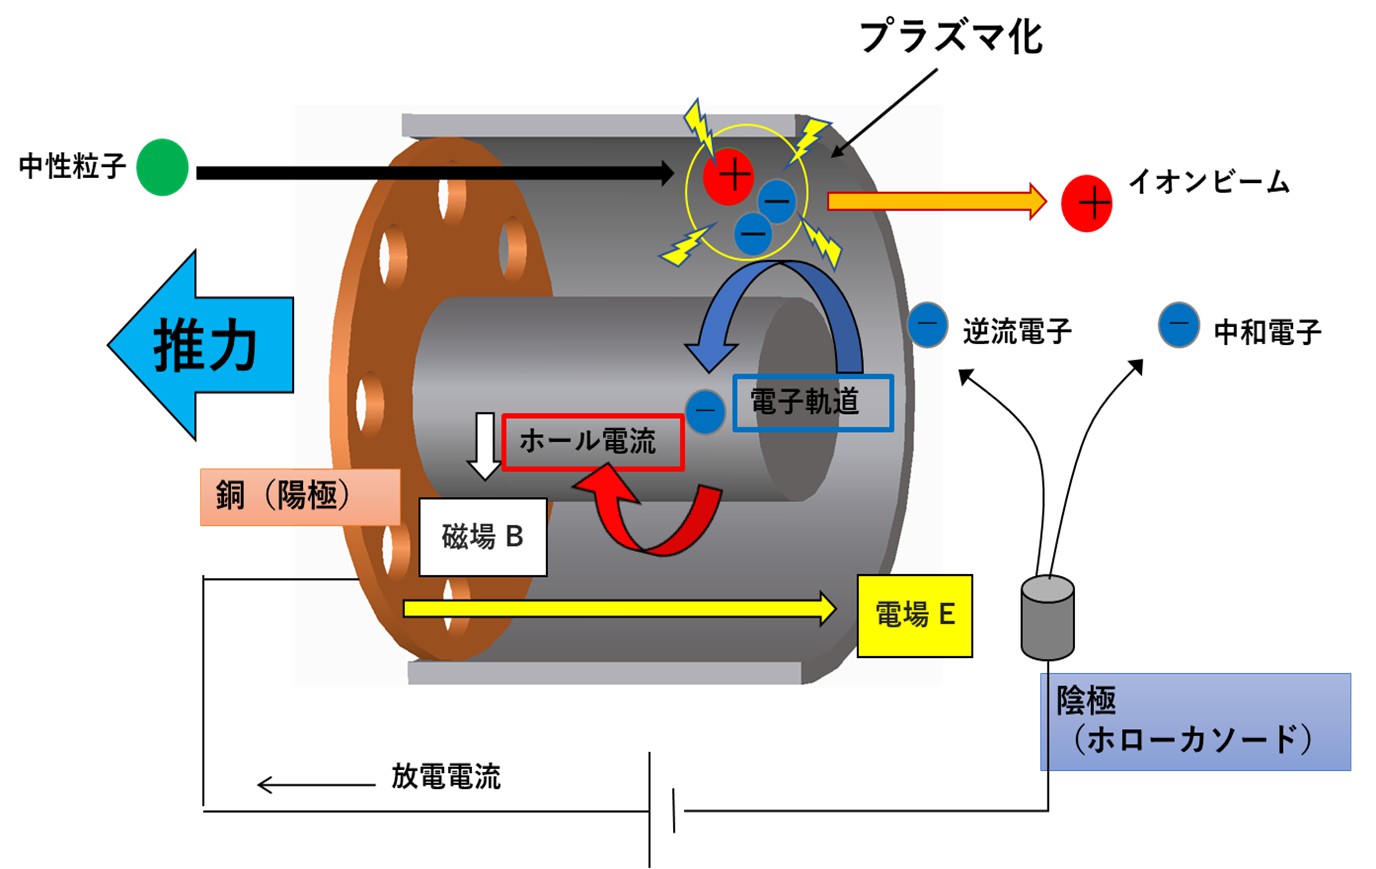 プラズマ化
中性粒子
＋
－
－
＋
イオンビーム
推力
－
逆流電子
－
中和電子
－
電子軌道
ホール電流
銅（陽極）
磁場 B
電場 E
陰極
（ホローカソード）
放電電流